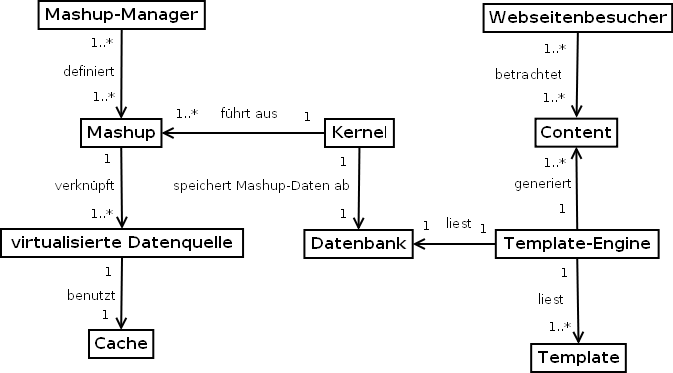 Mashup-Manager
Webseitenbesucher
1..*
1..*
definiert
betrachtet
1..*
1..*
Mashup
1..*
führt aus
1
Kernel
Content
1
1
1..*
verknüpft
speichert Mashup-Daten ab
generiert
1..*
1
1
virtualisierte Datenquelle
Datenbank
1
liest
1
Template-Engine
1
1
benutzt
liest
1
1..*
Cache
Template